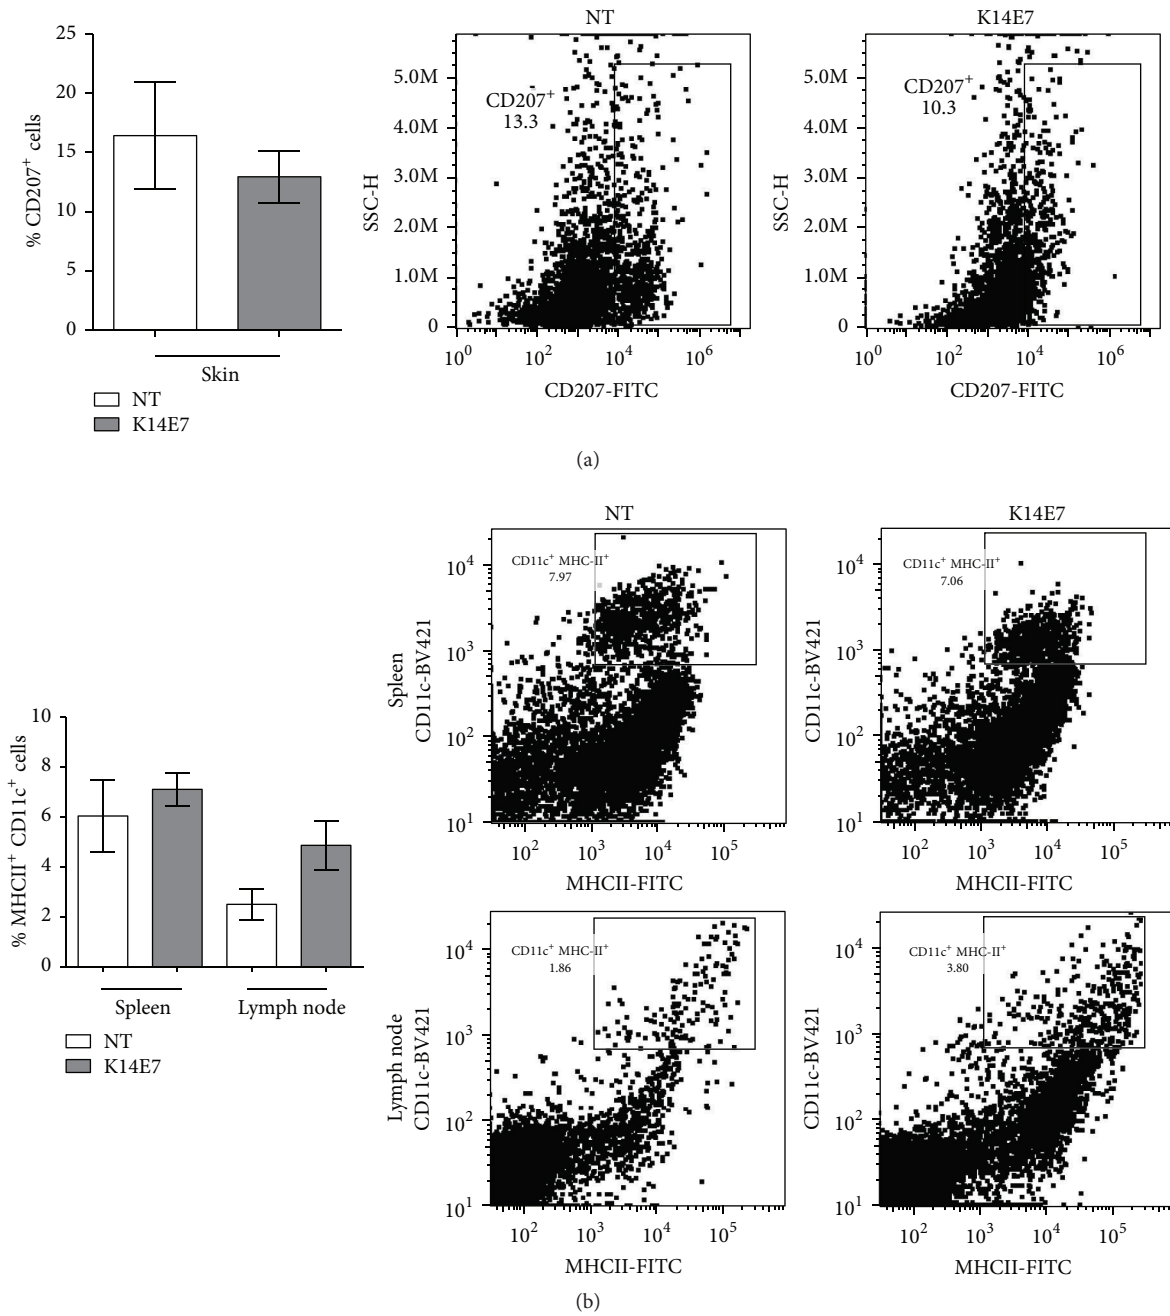 25
20
15
10
5
0
% CD207+ cells
Skin
NT
K14E7
NT
5.0M
4.0M
3.0M
2.0M
1.0M
0
SSC-H
CD207+
13.3
10^0 10^2 10^4 10^6
CD207-FITC
K14E7
5.0M
4.0M
3.0M
2.0M
1.0M
0
SSC-H
CD207+
10.3
10^0 10^2 10^4 10^6
CD207-FITC
(a)
10
8
6
4
2
0
% MHCII+ CD11c+ cells
Spleen Lymph node
NT
K14E7
NT
Spleen
CD11c-BV421
10^4
10^3
10^2
10^1
CD11c+ MHC-II+
7.97
10^2 10^3 10^4 10^5
MHCII-FITC
K14E7
CD11c-BV421
10^4
10^3
10^2
10^1
CD11c+ MHC-II+
7.06
10^2 10^3 10^4 10^5
MHCII-FITC
Lymph node
CD11c-BV421
10^4
10^3
10^2
10^1
CD11c+ MHC-II+
1.86
10^2 10^3 10^4 10^5
MHCII-FITC
CD11c-BV421
10^4
10^3
10^2
10^1
CD11c+ MHC-II+
3.80
10^2 10^3 10^4 10^5
MHCII-FITC
(b)